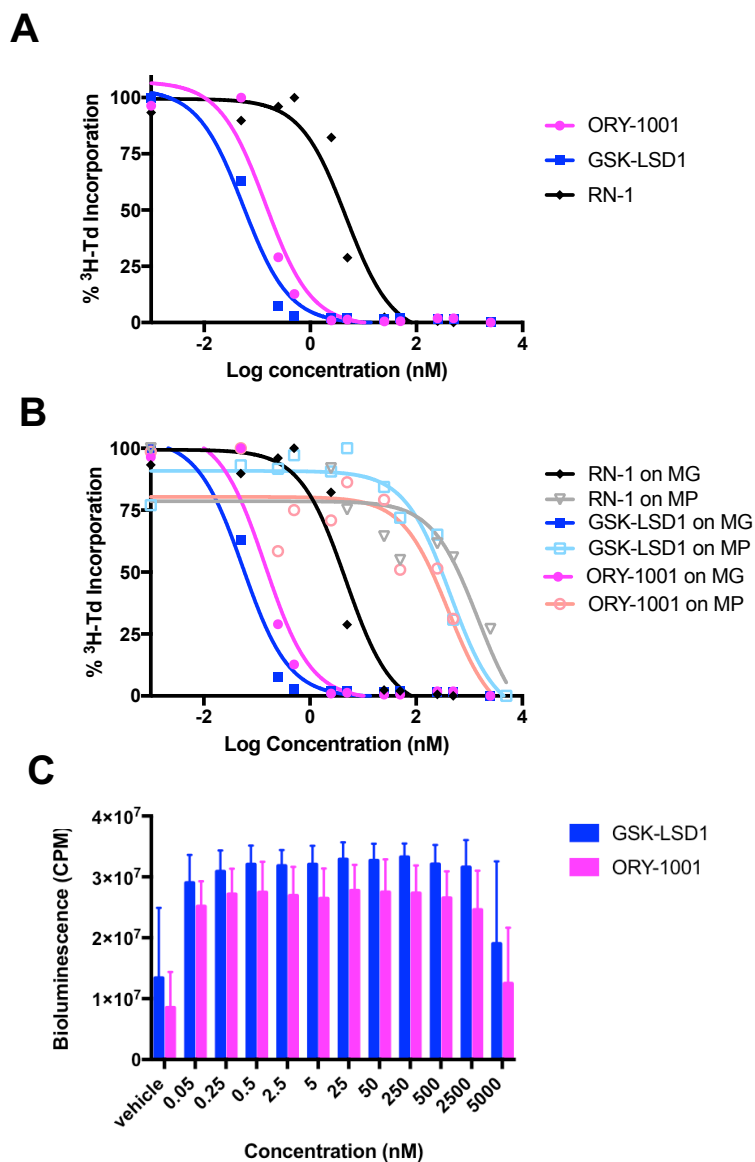 A
% ³H-Td Incorporation
100
75
50
25
0
-2
0
2
4
Log concentration (nM)
ORY-1001
GSK-LSD1
RN-1
B
% ³H-Td Incorporation
100
75
50
25
0
-2
0
2
4
Log Concentration (nM)
RN-1 on MG
RN-1 on MP
GSK-LSD1 on MG
GSK-LSD1 on MP
ORY-1001 on MG
ORY-1001 on MP
C
Bioluminescence (CPM)
4×10⁷
3×10⁷
2×10⁷
1×10⁷
0
vehicle
0.05
0.25
0.5
2.5
5
25
50
250
500
2500
5000
Concentration (nM)
GSK-LSD1
ORY-1001